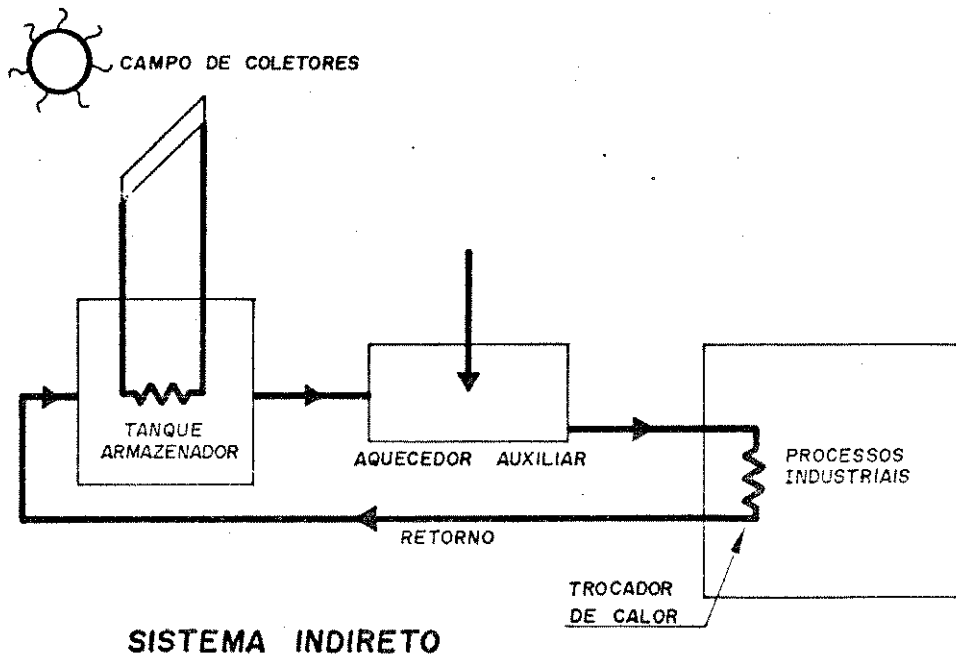 CAMPO DE COLETORES
TANQUE
ARMAZENADOR
AQUECEDOR AUXILIAR
PROCESSOS
INDUSTRIAIS
RETORNO
TROCADOR
DE CALOR
SISTEMA INDIRETO